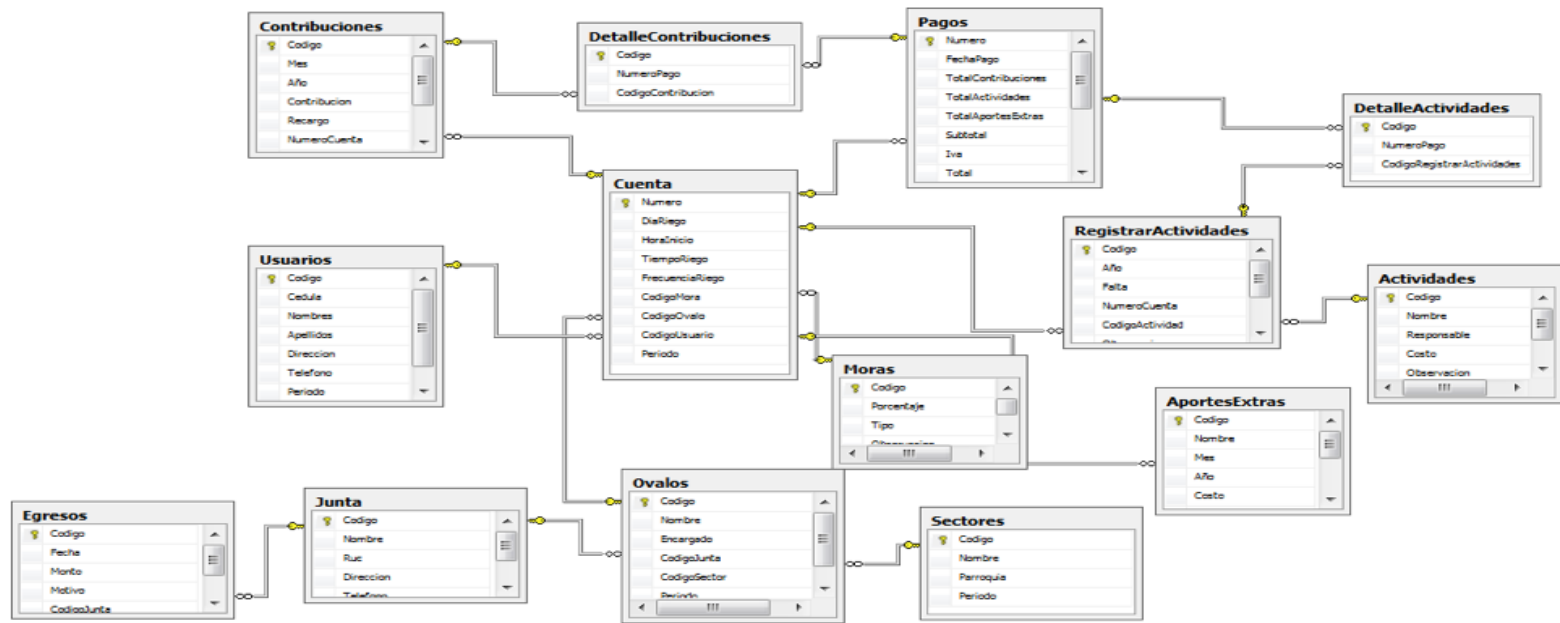 Contribuciones
Codigo
Mes
Año
Contribucion
Recargo
NumeroCuenta
DetalleContribuciones
Codigo
NumeroPago
CodigoContribucion
Pagos
Numero
FechaPago
TotalContribuciones
TotalActividades
TotalAportesExtras
Subtotal
Iva
Total
DetalleActividades
Codigo
NumeroPago
CodigoRegistrarActividades
Cuenta
Numero
DiaRiego
HoraInicio
TiempoRiego
FrecuenciaRiego
CodigoMora
CodigoOvalo
CodigoUsuario
Periodo
Usuarios
Codigo
Cedula
Nombres
Apellidos
Direccion
Telefono
Periodo
RegistrarActividades
Codigo
Año
Falta
NumeroCuenta
CodigoActividad
Actividades
Codigo
Nombre
Responsable
Costo
Observacion
Moras
Codigo
Porcentaje
Tipo
Observacion
AportesExtras
Codigo
Nombre
Mes
Año
Costo
Egresos
Codigo
Fecha
Monto
Motivo
CodigoJunta
Junta
Codigo
Nombre
Ruc
Direccion
Telefono
Ovalos
Codigo
Nombre
Encargado
CodigoJunta
CodigoSector
Periodo
Sectores
Codigo
Nombre
Parroquia
Periodo